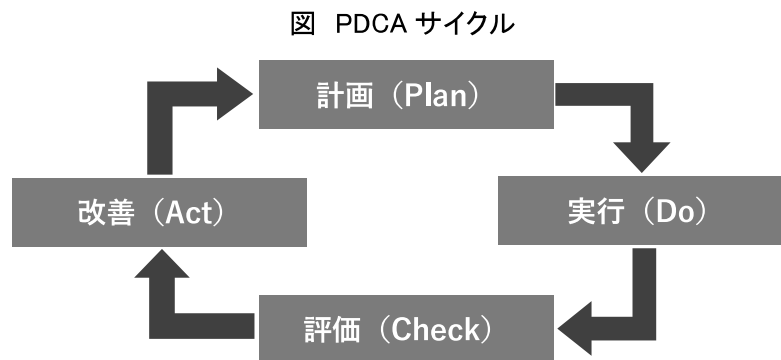 図 PDCA サイクル
計画（Plan）
改善（Act）
実行（Do）
評価（Check）